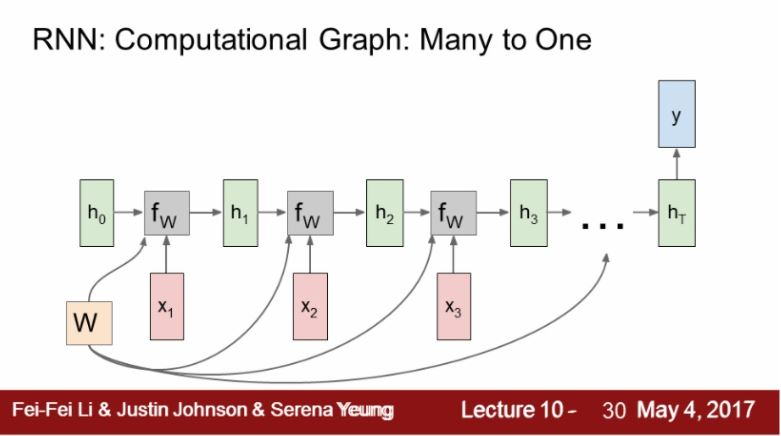 RNN: Computational Graph: Many to One
y
h0 fW h1 fW h2 fW h3 ... hT
x1 x2 x3
W
Fei-Fei Li & Justin Johnson & Serena Yeung Lecture 10 - 30 May 4, 2017